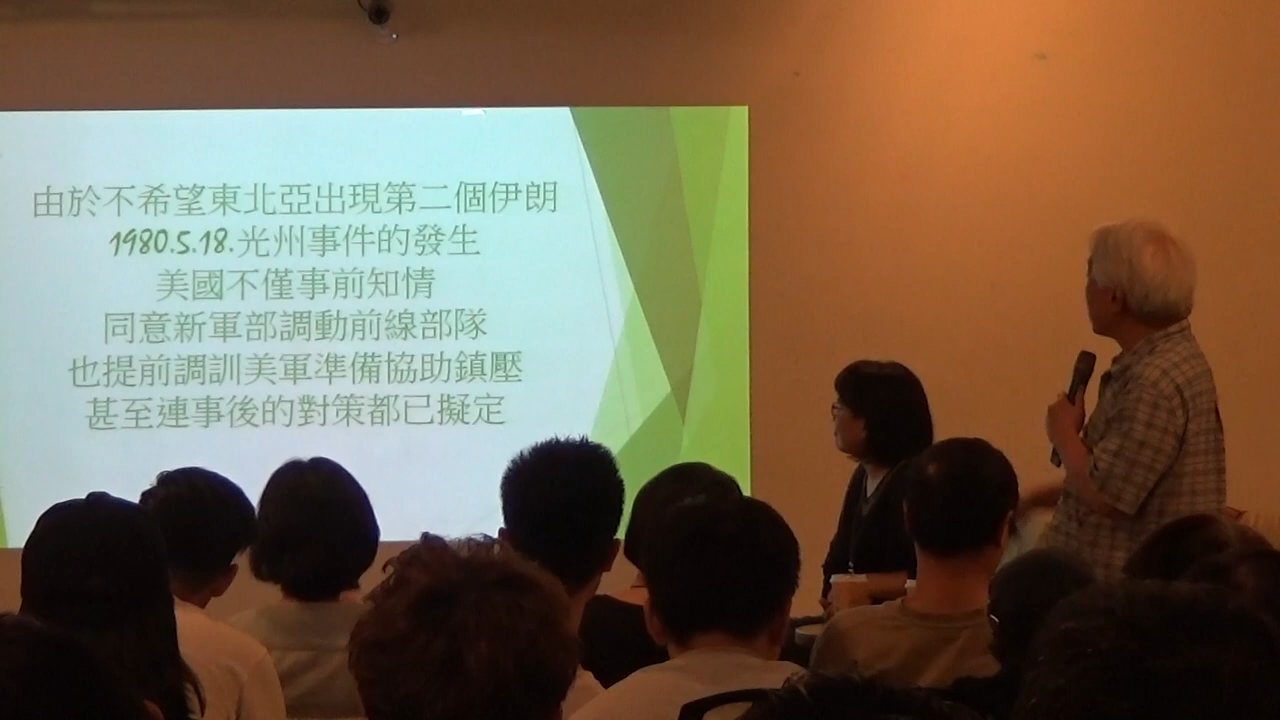 由於不希望東北亞出現第二個伊朗
1980.5.18.光州事件的發生
美國不僅事前知情
同意新軍部調動前線部隊
也提前調訓美軍準備協助鎮壓
甚至連事後的對策都已擬定